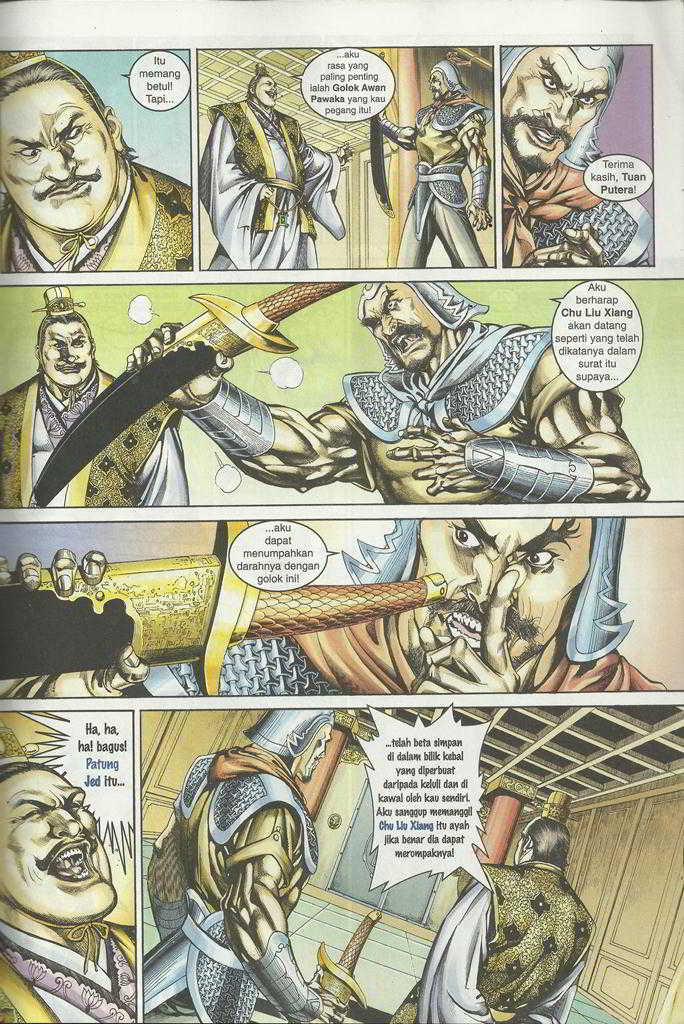 Itu
memang
betul!
Tapi...
...aku
rasa yang
paling penting
ialah Golok Awan
Pawaka yang kau
pegang itu!
Terima
kasih, Tuan
Putera!
Aku
berharap
Chu Liu Xiang
akan datang
seperti yang telah
dikatanya dalam
surat itu
supaya...
...aku
dapat
menumpahkan
darahnya dengan
golok ini!
Ha, ha,
ha! bagus!
Patung
Jed itu...
...telah beta simpan
di dalam bilik kebal
yang diperbuat
daripada keluli dan di
kawal oleh kau sendiri.
Aku sanggup memanggil
Chu Liu Xiang itu ayah
jika benar dia dapat
merompaknya!